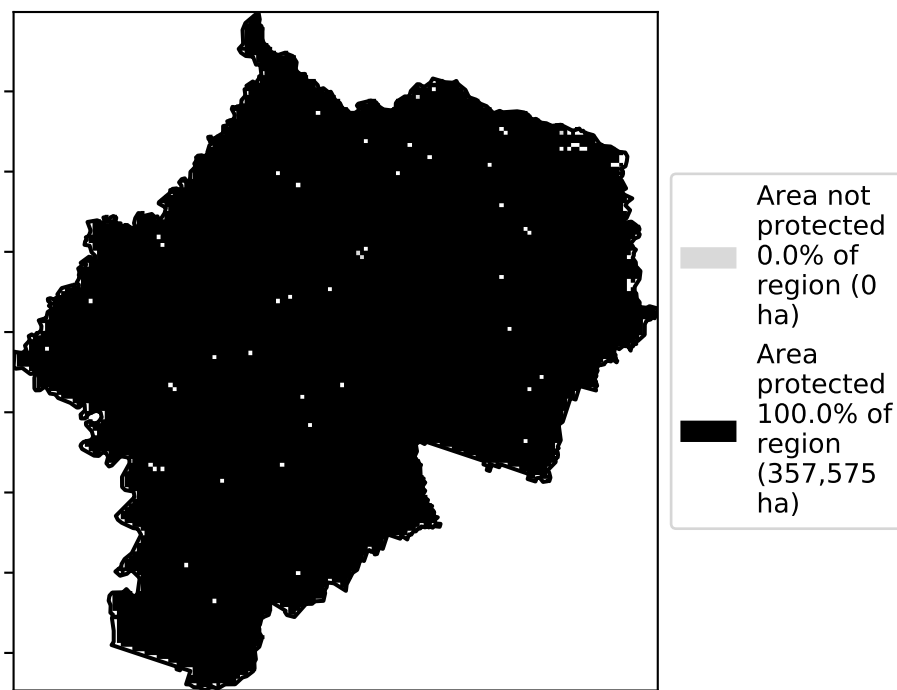 Area not
protected
0.0% of
region (0
ha)
Area
protected
100.0% of
region
(357,575
ha)